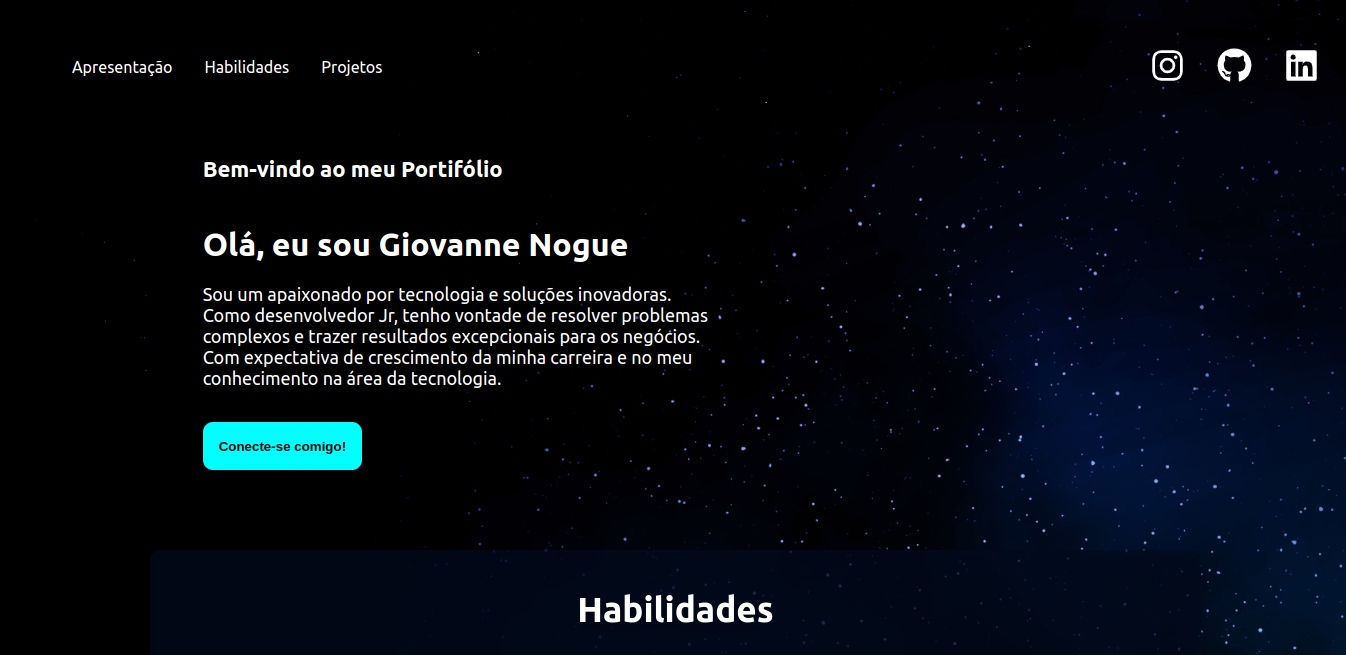 Apresentação Habilidades Projetos
Bem-vindo ao meu Portifólio
Olá, eu sou Giovanne Nogue
Sou um apaixonado por tecnologia e soluções inovadoras.
Como desenvolvedor Jr, tenho vontade de resolver problemas
complexos e trazer resultados excepcionais para os negócios.
Com expectativa de crescimento da minha carreira e no meu
conhecimento na área da tecnologia.
Conecte-se comigo!
Habilidades